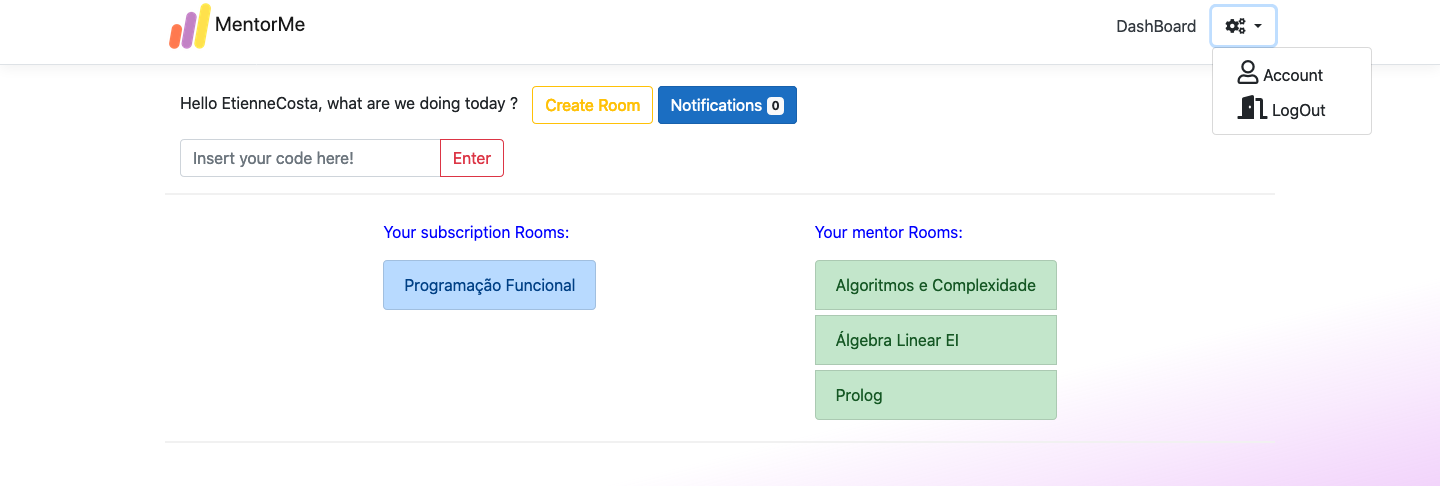 MentorMe
DashBoard
Account
LogOut
Hello EtienneCosta, what are we doing today ?
Create Room
Notifications 0
Insert your code here!
Enter
Your subscription Rooms:
Programação Funcional
Your mentor Rooms:
Algoritmos e Complexidade
Álgebra Linear EI
Prolog